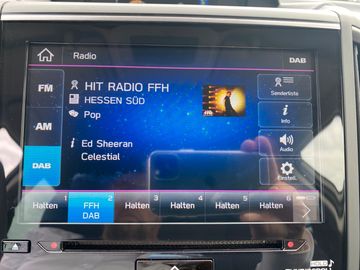 Radio
DAB
FM
AM
DAB
HIT RADIO FFH
HESSEN SÜD
Pop
Ed Sheeran
Celestial
Senderliste
Info
Audio
Einstell.
1
Halten
2
FFH
DAB
3
Halten
4
Halten
5
Halten
6
Halten
HOLD